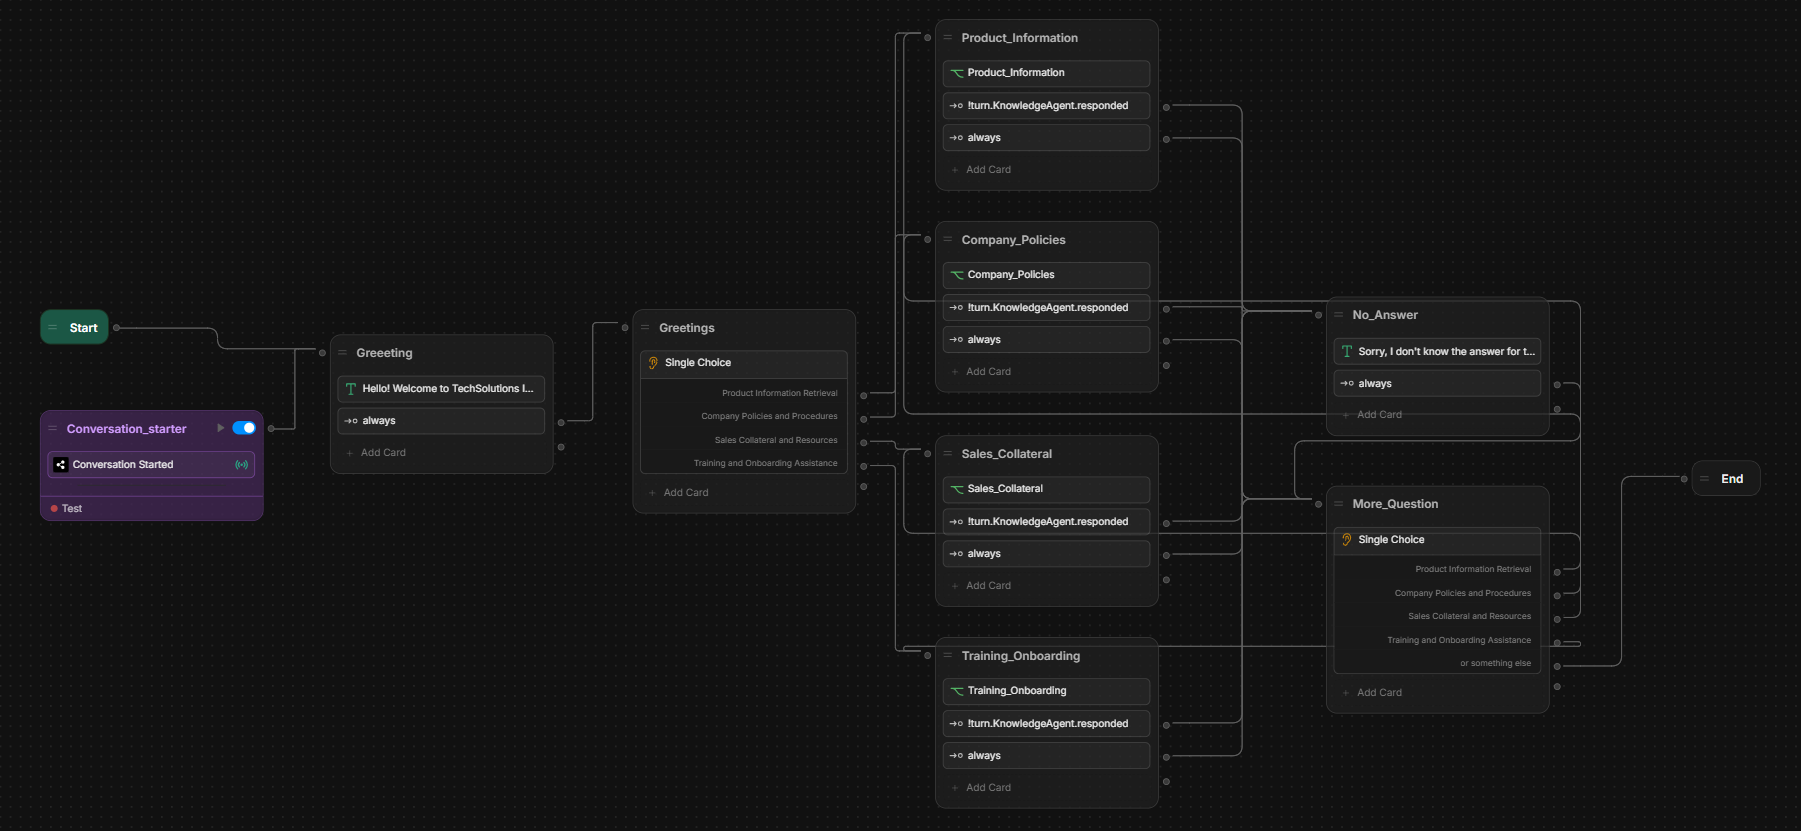 Start
Conversation_starter
Conversation Started
Test
Greeeting
Hello! Welcome to TechSolutions I...
always
Add Card
Greetings
Single Choice
Product Information Retrieval
Company Policies and Procedures
Sales Collateral and Resources
Training and Onboarding Assistance
Add Card
Product_Information
Product_Information
!turn.KnowledgeAgent.responded
always
Add Card
Company_Policies
Company_Policies
!turn.KnowledgeAgent.responded
always
Add Card
Sales_Collateral
Sales_Collateral
!turn.KnowledgeAgent.responded
always
Add Card
Training_Onboarding
Training_Onboarding
!turn.KnowledgeAgent.responded
always
Add Card
No_Answer
Sorry, I don't know the answer for t...
always
Add Card
More_Question
Single Choice
Product Information Retrieval
Company Policies and Procedures
Sales Collateral and Resources
Training and Onboarding Assistance
or something else
Add Card
End